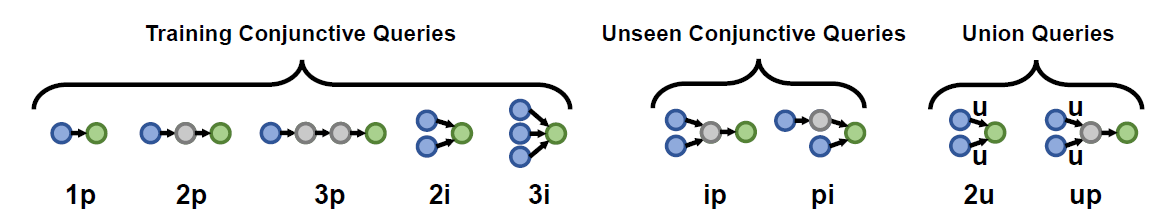 Training Conjunctive Queries
Unseen Conjunctive Queries
Union Queries
u
u
u
u
1p
2p
3p
2i
3i
ip
pi
2u
up